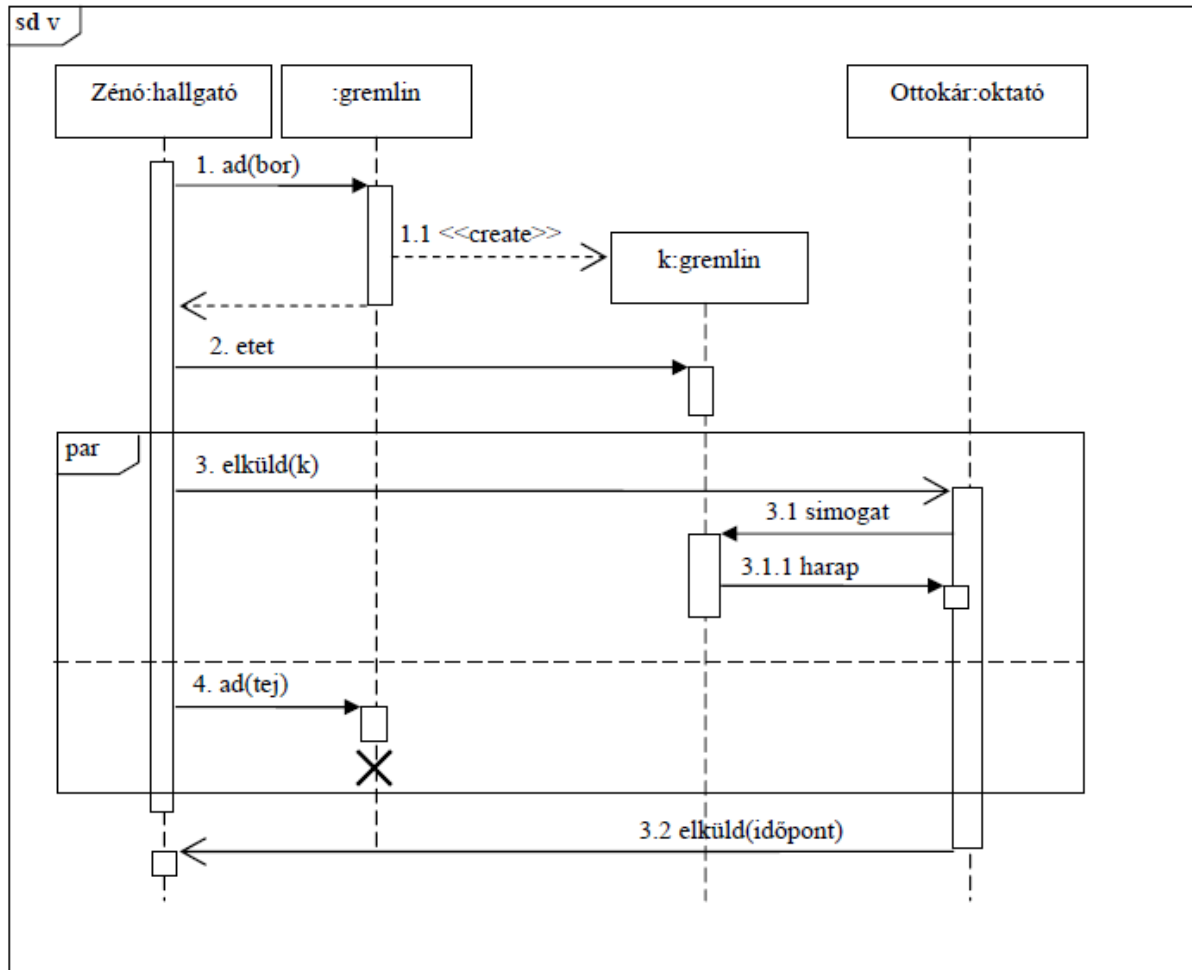 sd v
Zénó:hallgató
:gremlin
Ottokár:oktató
1. ad(bor)
1.1 <<create>>
k:gremlin
2. etet
par
3. elküld(k)
3.1 simogat
3.1.1 harap
4. ad(tej)
3.2 elküld(időpont)